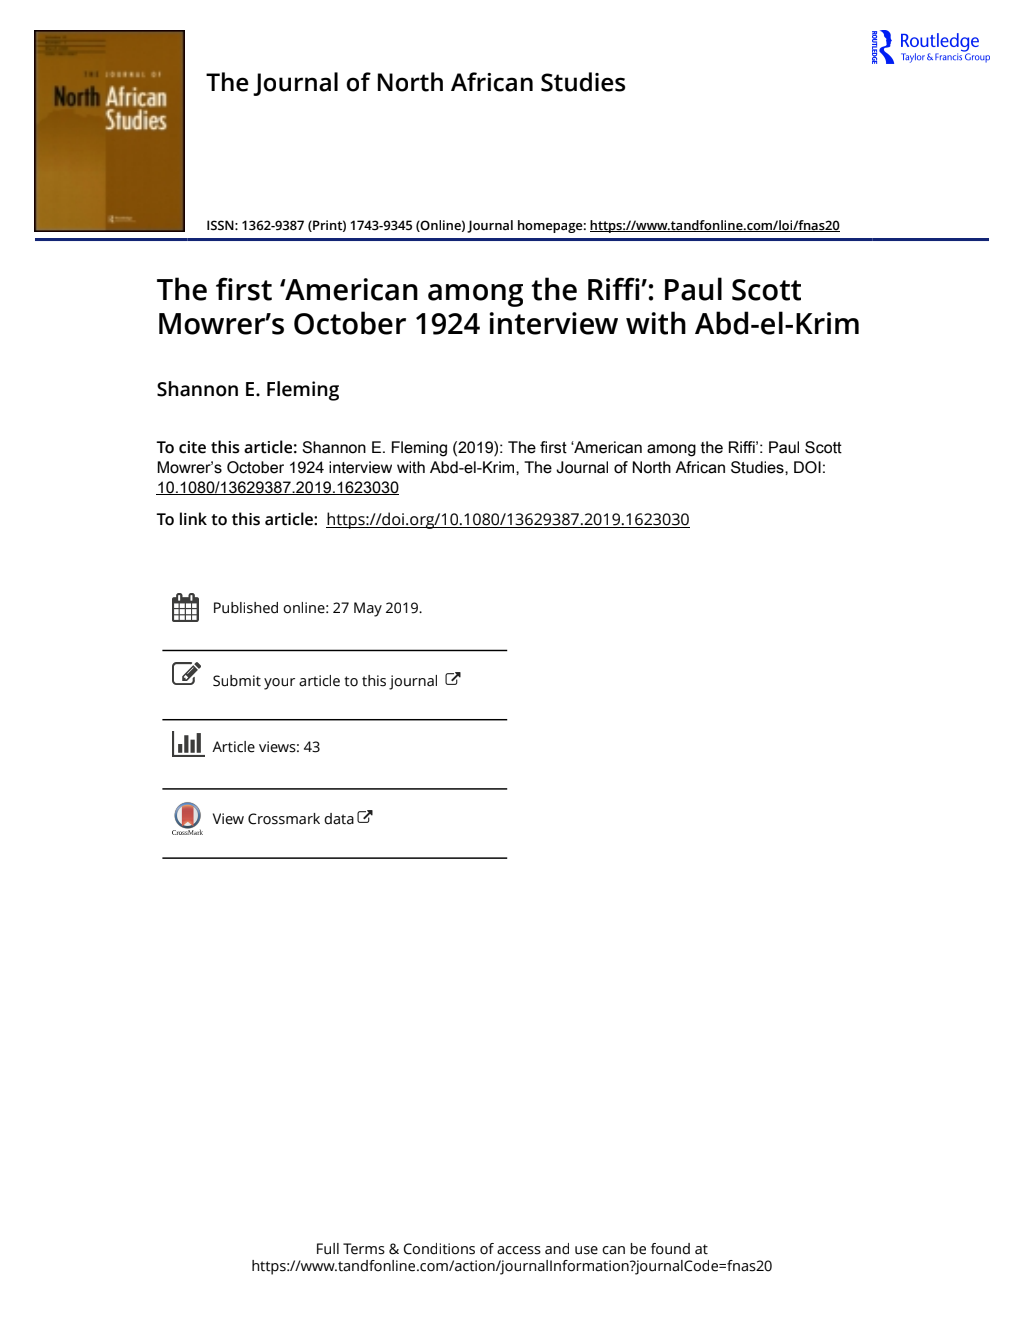 THE JOURNAL OF
North African
Studies
Routledge
Taylor & Francis Group
ROUTLEDGE
The Journal of North African Studies
ISSN: 1362-9387 (Print) 1743-9345 (Online) Journal homepage: https://www.tandfonline.com/loi/fnas20
The first ‘American among the Riffi’: Paul Scott
Mowrer’s October 1924 interview with Abd-el-Krim
Shannon E. Fleming
To cite this article: Shannon E. Fleming (2019): The first ‘American among the Riffi’: Paul Scott
Mowrer’s October 1924 interview with Abd-el-Krim, The Journal of North African Studies, DOI:
10.1080/13629387.2019.1623030
To link to this article: https://doi.org/10.1080/13629387.2019.1623030
Published online: 27 May 2019.
Submit your article to this journal
Article views: 43
View Crossmark data
CrossMark
Full Terms & Conditions of access and use can be found at
https://www.tandfonline.com/action/journalInformation?journalCode=fnas20